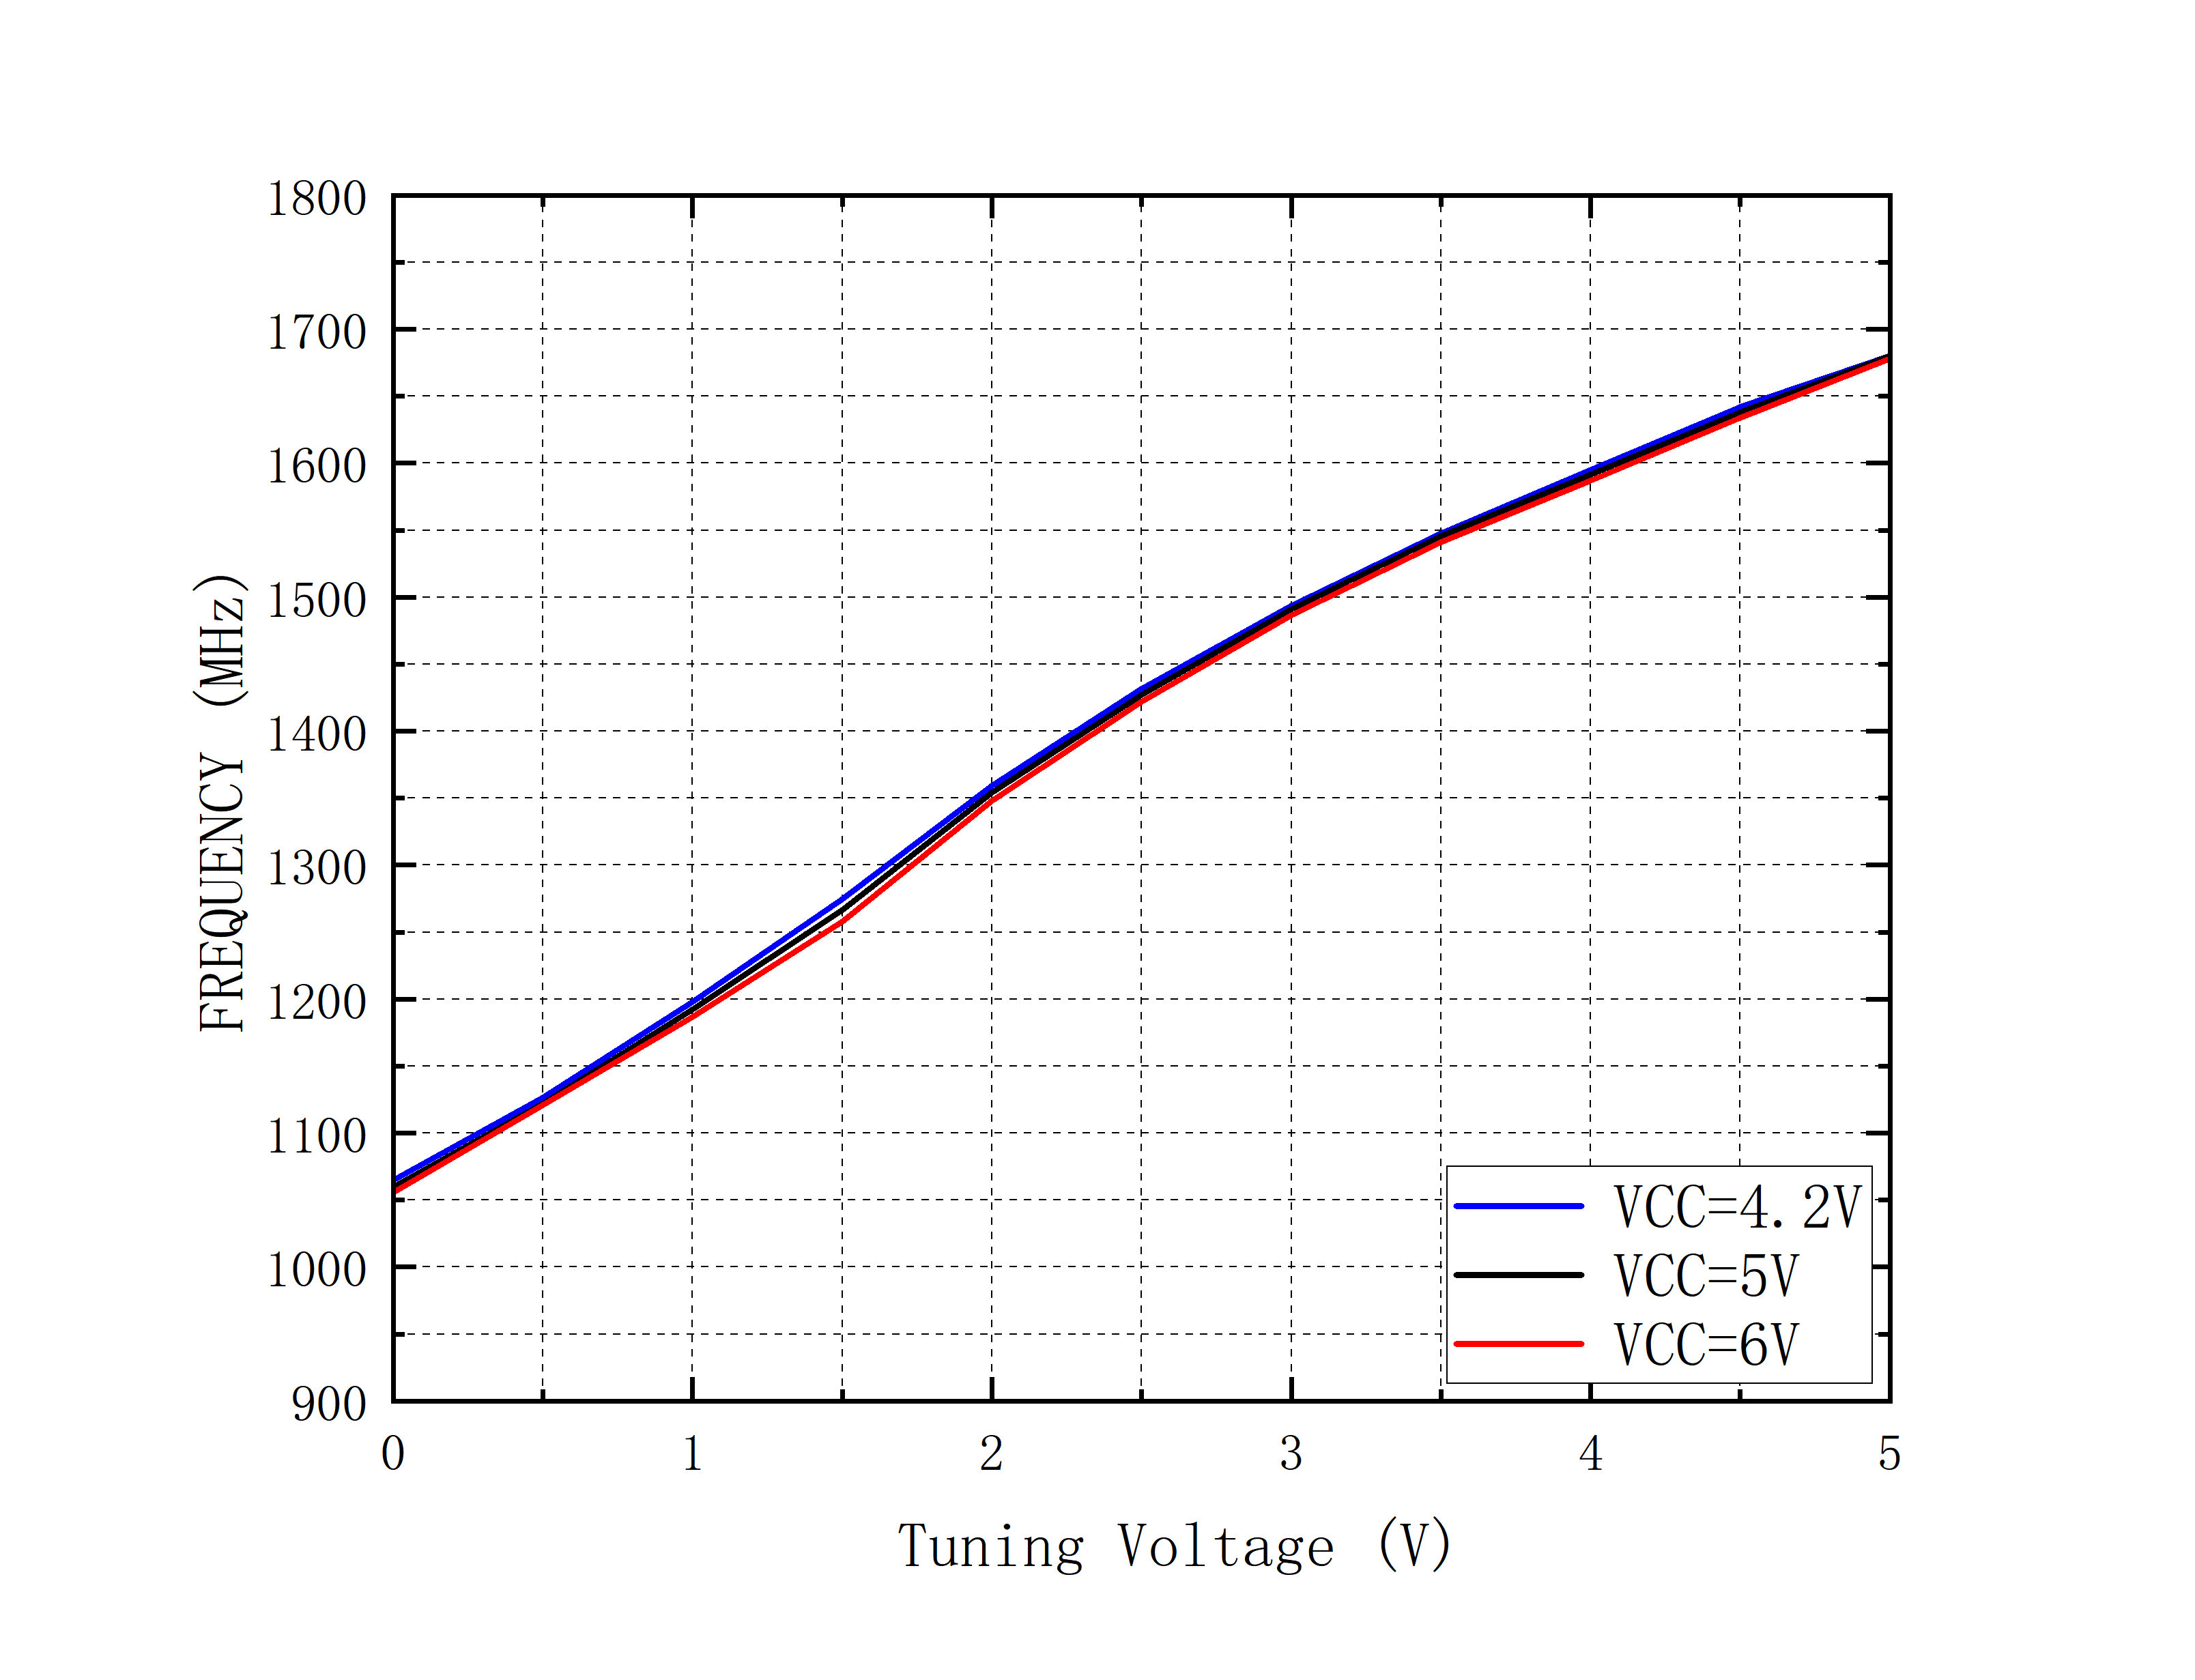 1800
1700
1600
1500
1400
1300
1200
1100
1000
900
FREQUENCY (MHz)
VCC=4.2V
VCC=5V
VCC=6V
0 1 2 3 4 5
Tuning Voltage (V)